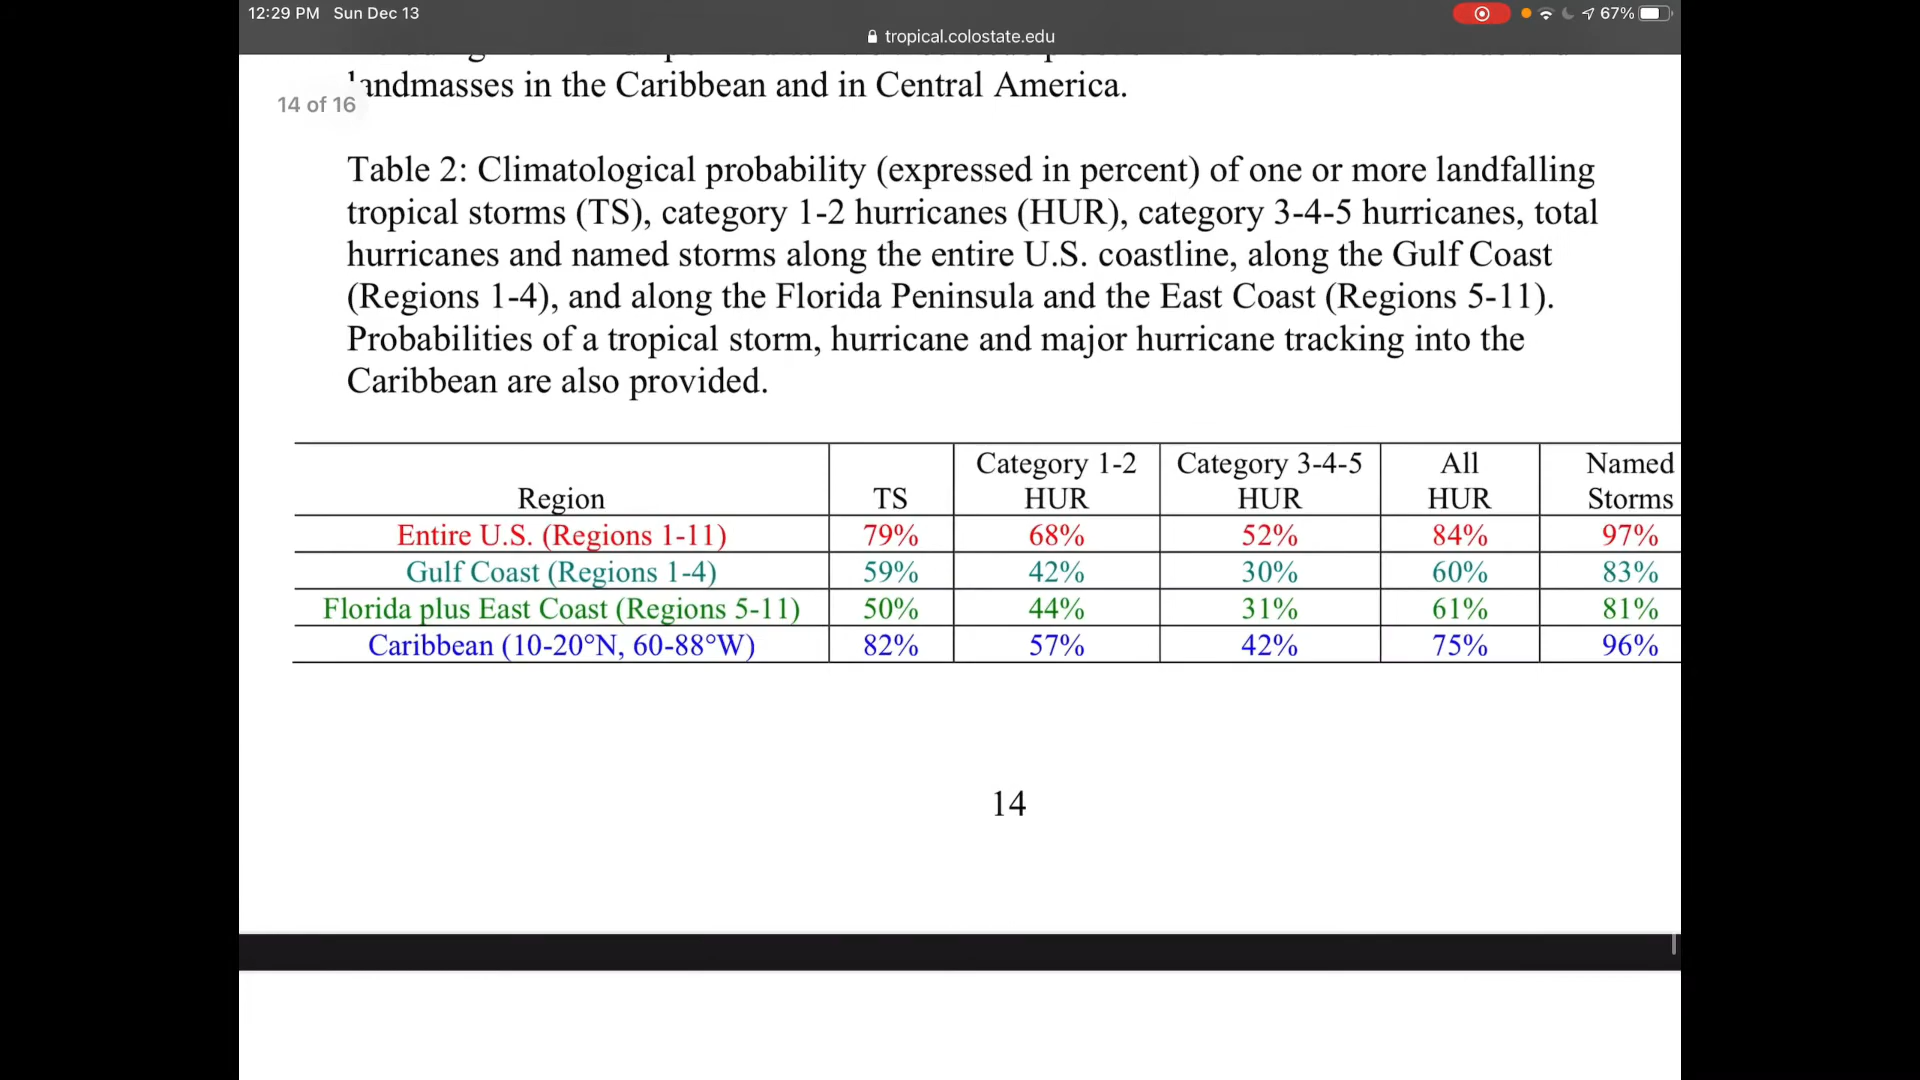 12:29 PM Sun Dec 13
67%
tropical.colostate.edu
landmasses in the Caribbean and in Central America.
14 of 16
Table 2: Climatological probability (expressed in percent) of one or more landfalling
tropical storms (TS), category 1-2 hurricanes (HUR), category 3-4-5 hurricanes, total
hurricanes and named storms along the entire U.S. coastline, along the Gulf Coast
(Regions 1-4), and along the Florida Peninsula and the East Coast (Regions 5-11).
Probabilities of a tropical storm, hurricane and major hurricane tracking into the
Caribbean are also provided.
Region TS Category 1-2 HUR Category 3-4-5 HUR All HUR Named Storms
Entire U.S. (Regions 1-11) 79% 68% 52% 84% 97%
Gulf Coast (Regions 1-4) 59% 42% 30% 60% 83%
Florida plus East Coast (Regions 5-11) 50% 44% 31% 61% 81%
Caribbean (10-20°N, 60-88°W) 82% 57% 42% 75% 96%
14